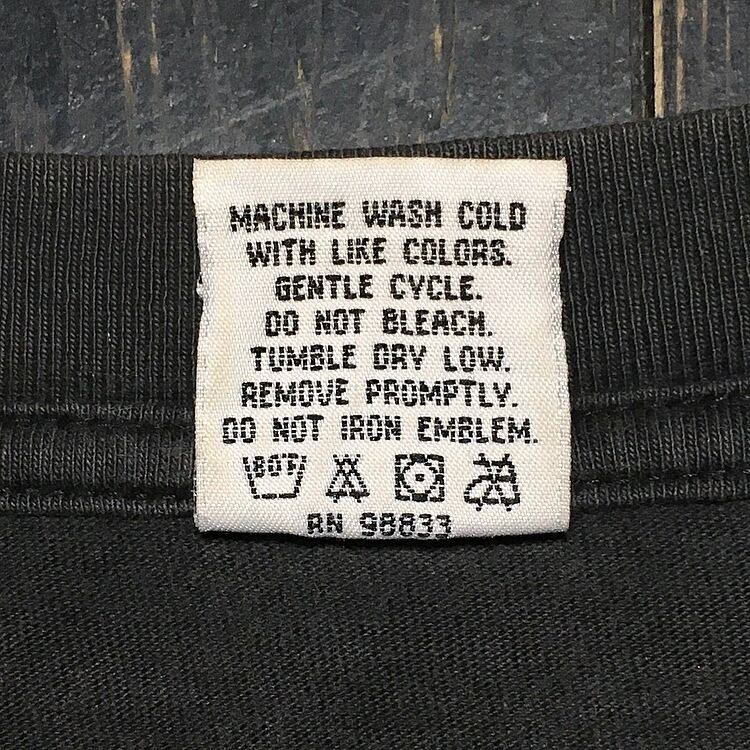 MACHINE WASH COLD
WITH LIKE COLORS.
GENTLE CYCLE.
DO NOT BLEACH.
TUMBLE DRY LOW.
REMOVE PROMPTLY.
DO NOT IRON EMBLEM.
180°F
RN 98833